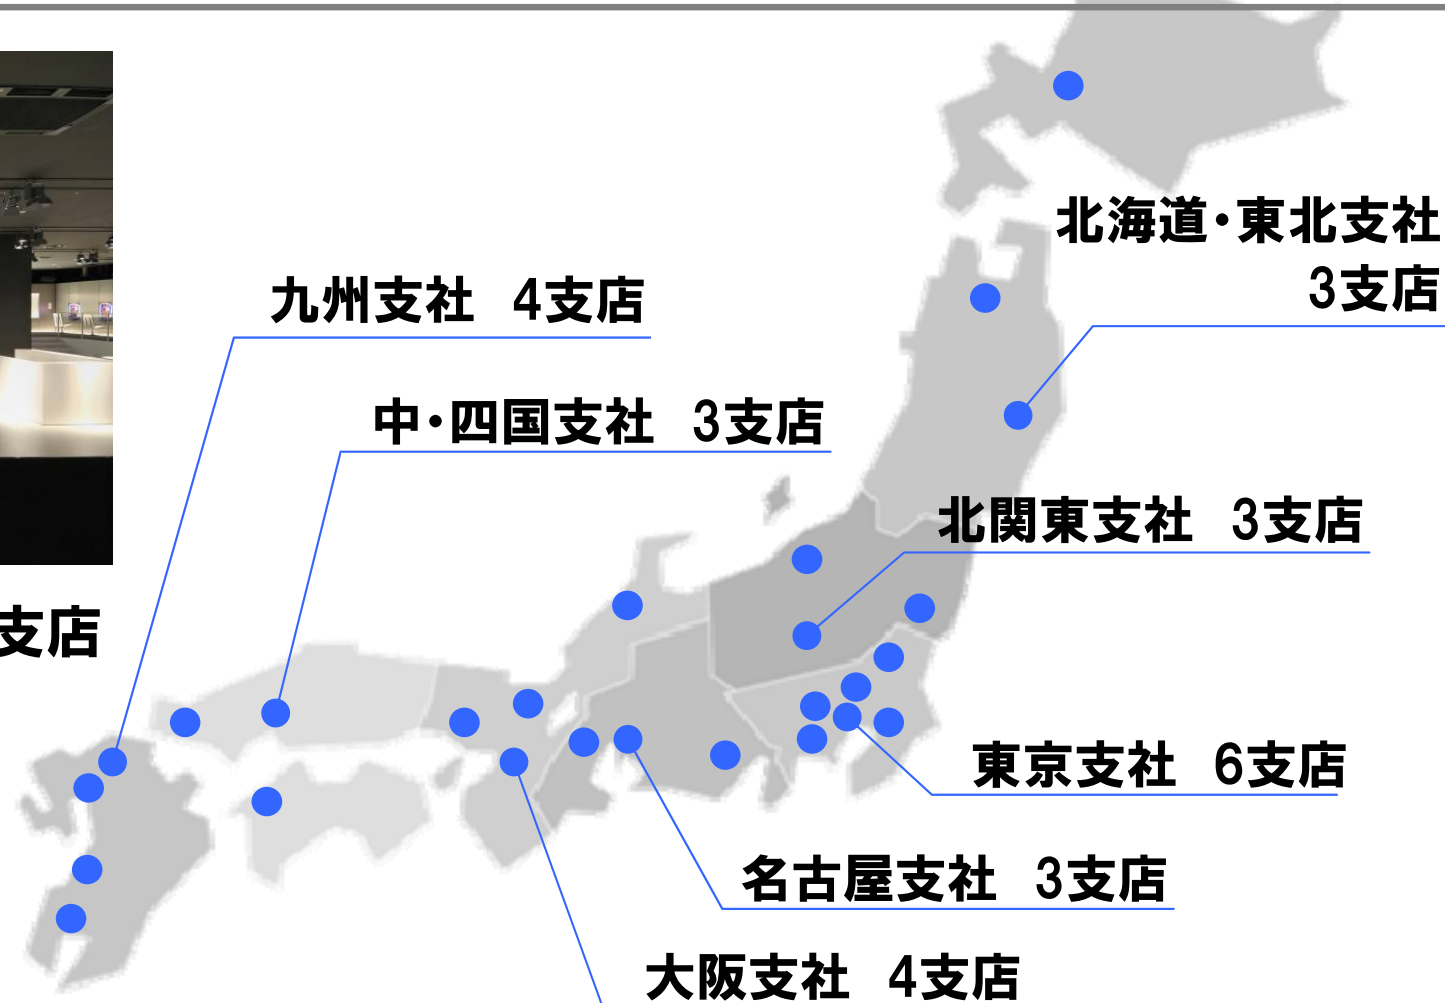 北海道・東北支社
3支店
九州支社　4支店
中・四国支社　3支店
北関東支社　3支店
支店
東京支社　6支店
名古屋支社　3支店
大阪支社　4支店